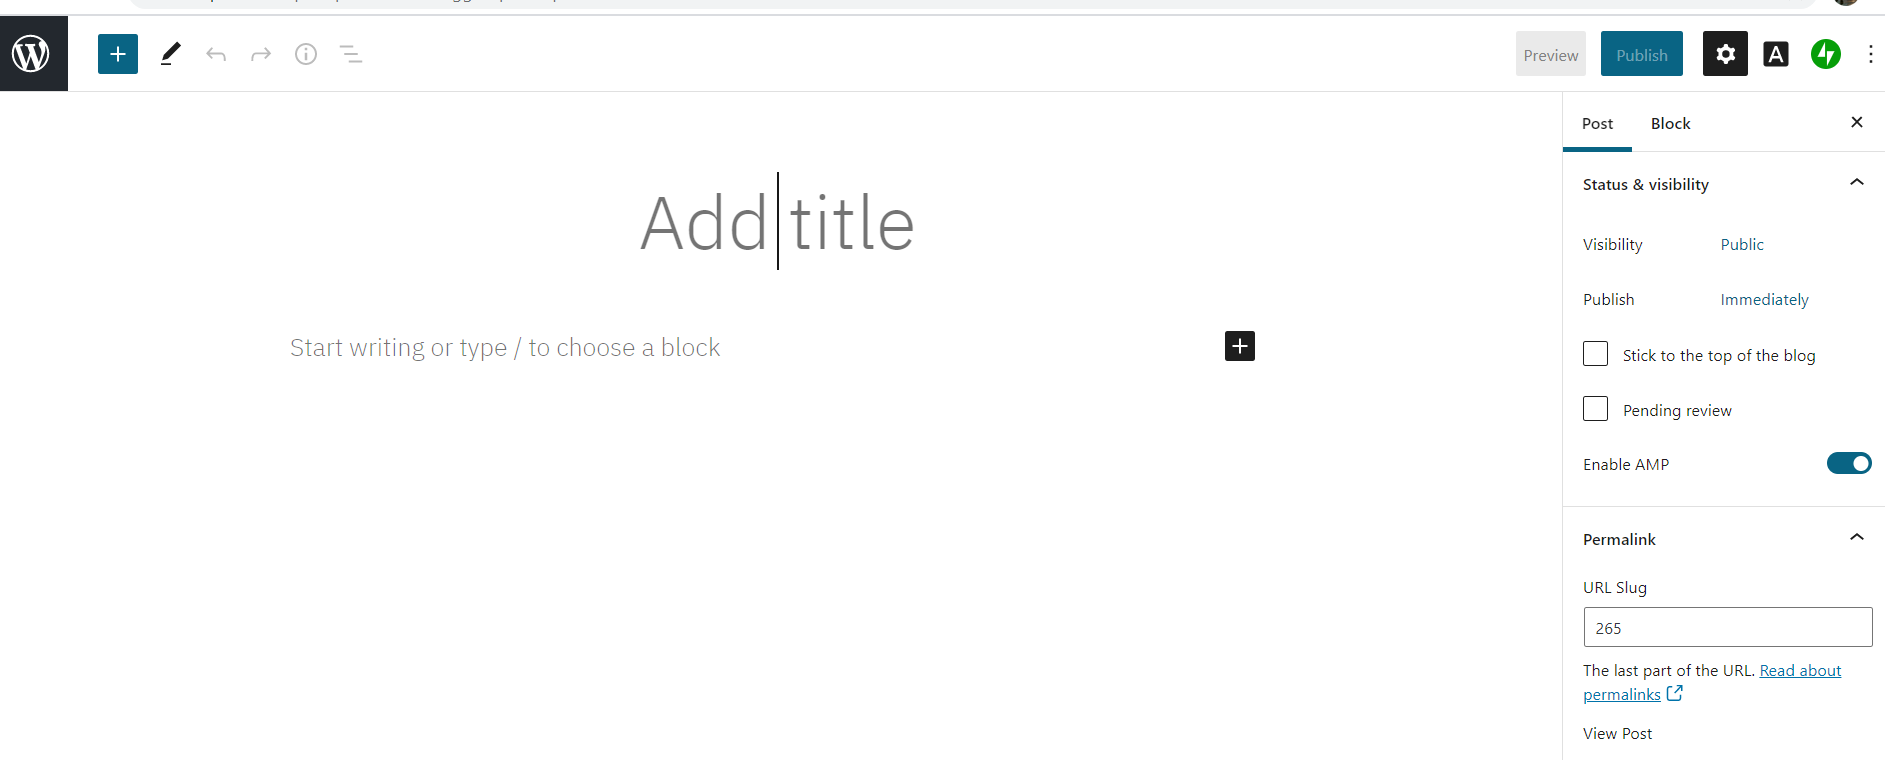 Preview
Publish
Post
Block
Add title
Status & visibility
Visibility
Public
Publish
Immediately
Start writing or type / to choose a block
Stick to the top of the blog
Pending review
Enable AMP
Permalink
URL Slug
265
The last part of the URL. Read about
permalinks
View Post